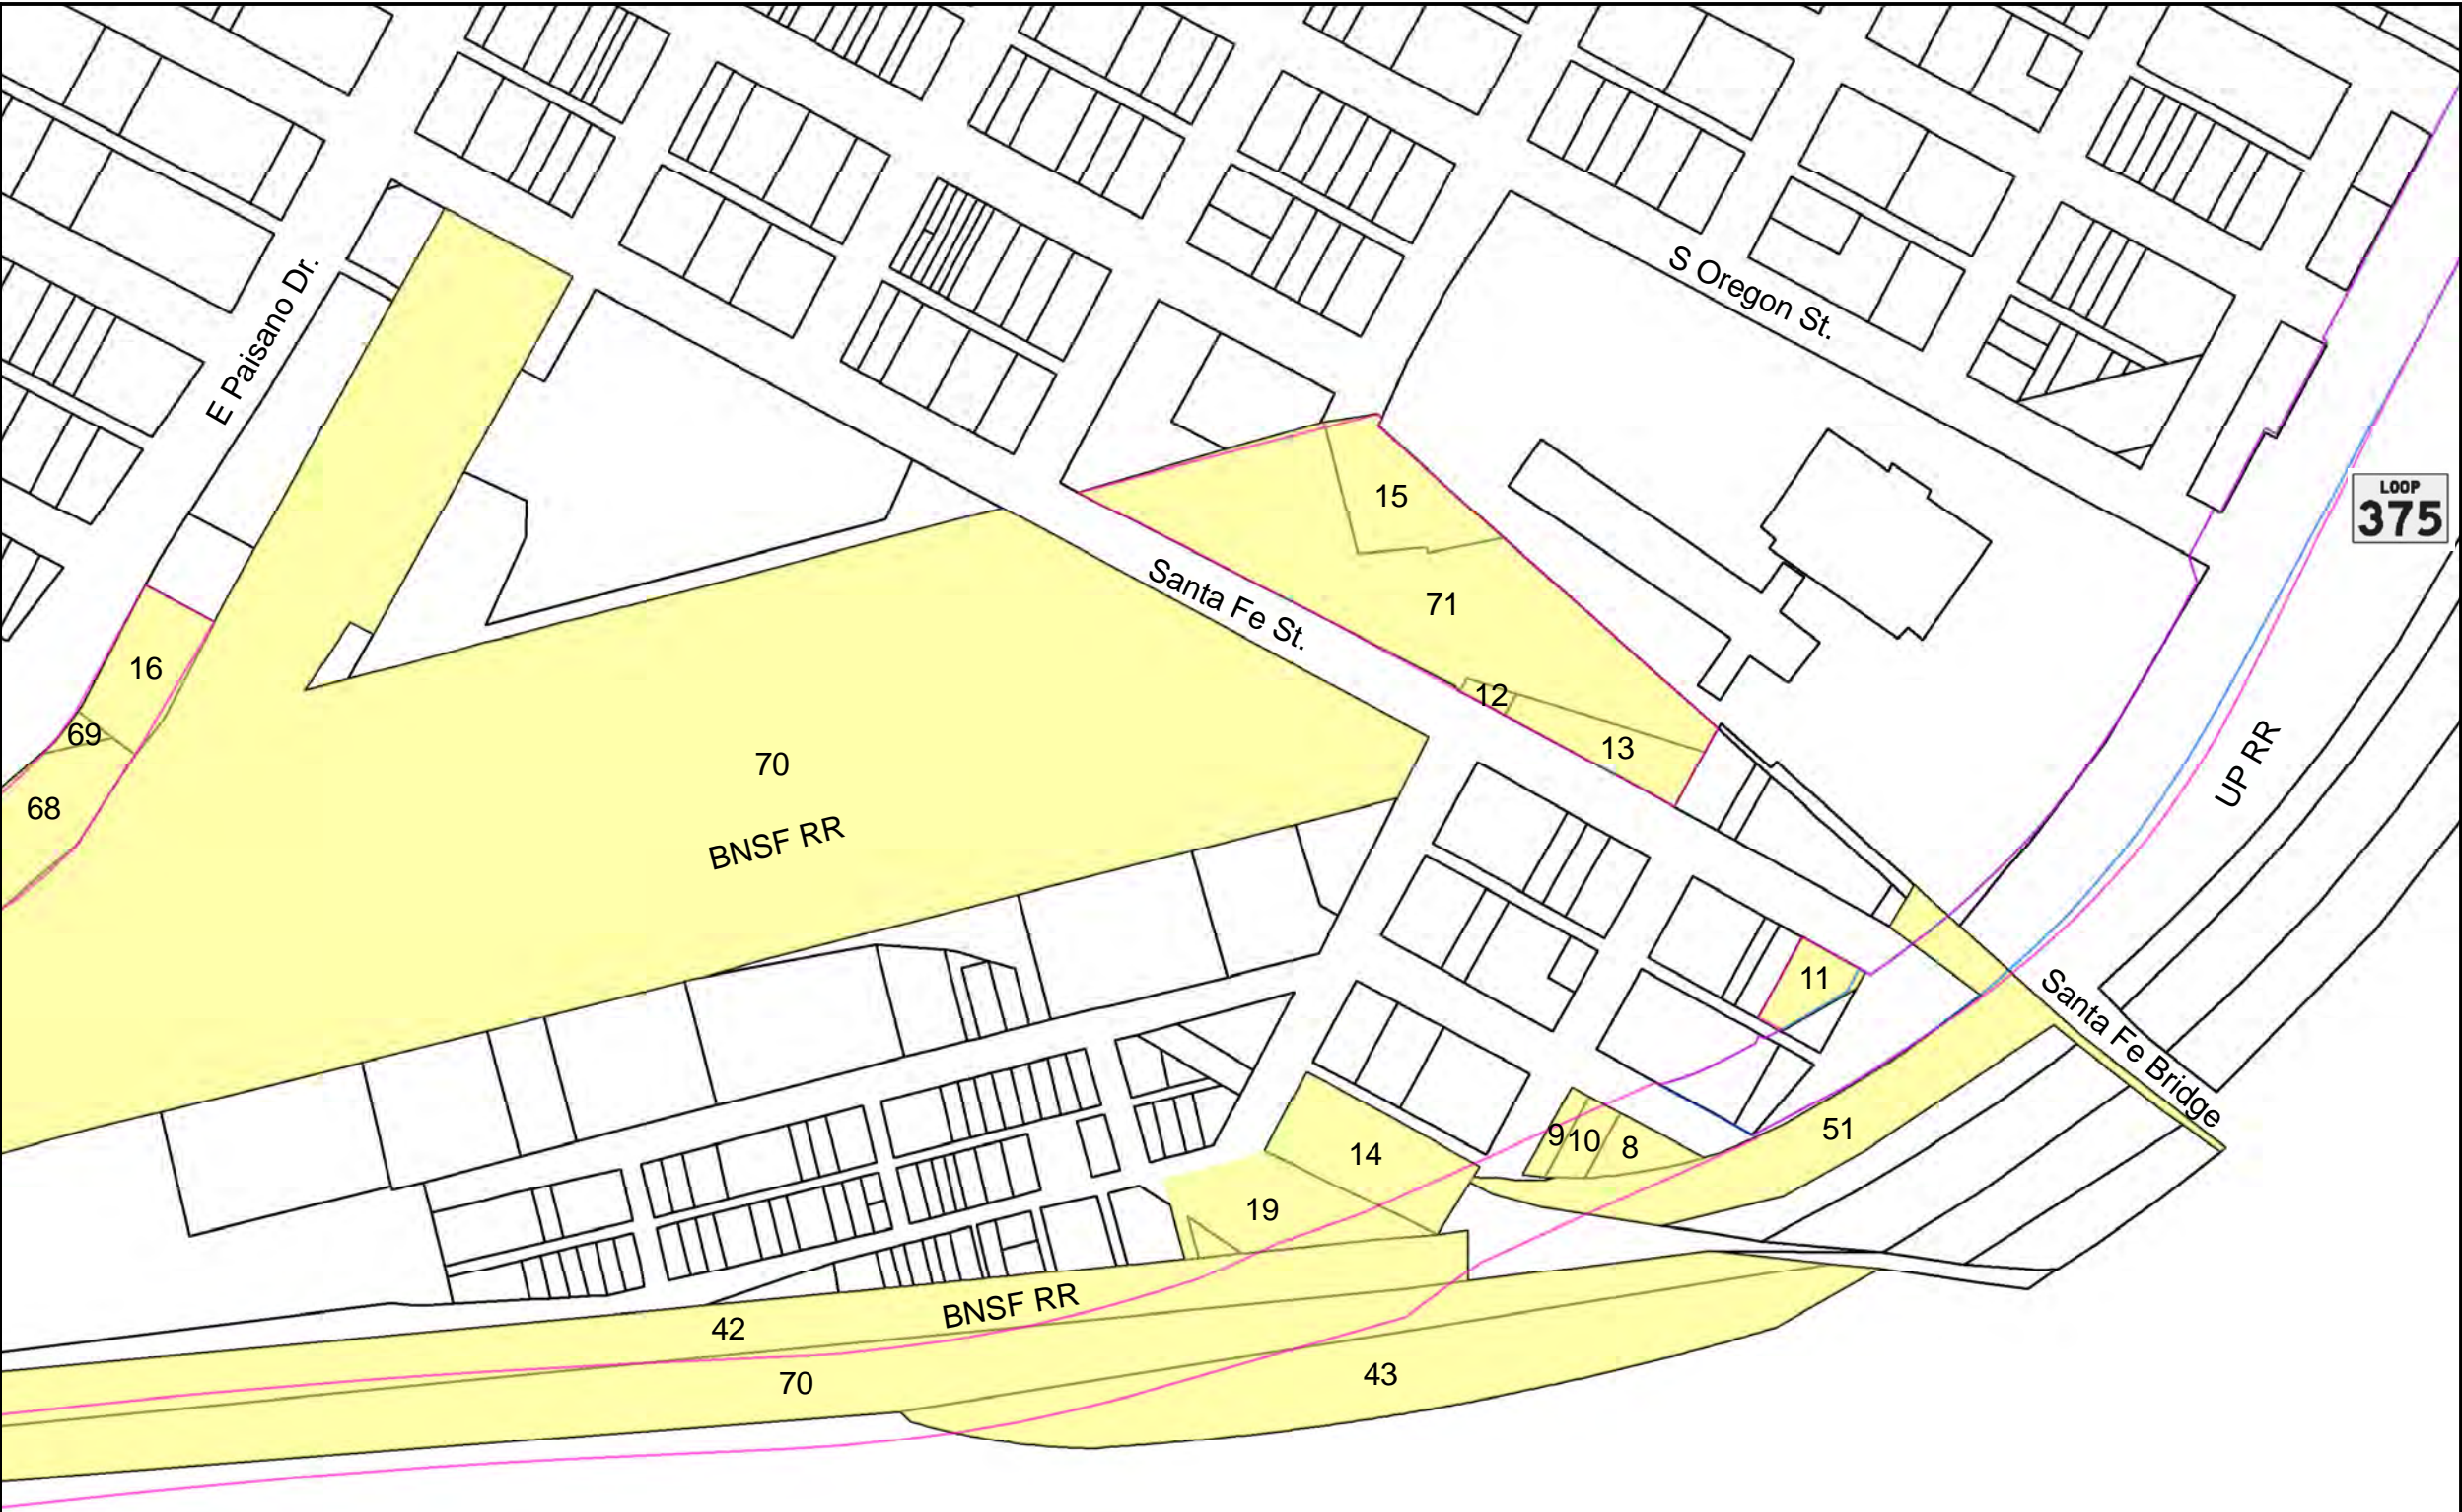 E Paisano Dr.
S Oregon St.
LOOP
375
15
Santa Fe St.
71
16
12
69
13
70
UP RR
68
BNSF RR
11
Santa Fe Bridge
51
9
10
8
14
19
BNSF RR
42
43
70